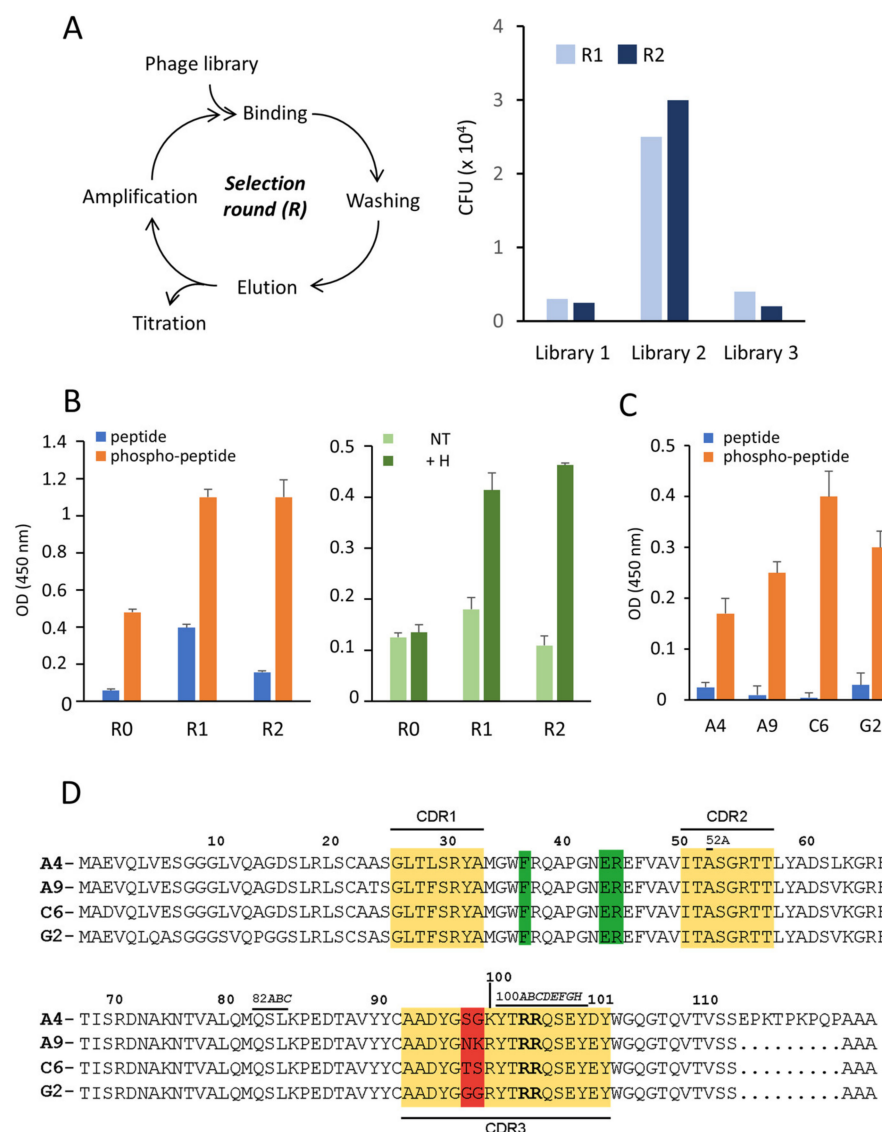 A
Phage library
Binding
Amplification
Selection
round (R)
Washing
Elution
Titration
R1 R2
CFU (x 10⁴)
4
3
2
1
0
Library 1 Library 2 Library 3
B
peptide
phospho-peptide
OD (450 nm)
1.4
1.2
1
0.8
0.6
0.4
0.2
0
R0 R1 R2
NT
+ H
0.5
0.4
0.3
0.2
0.1
0
R0 R1 R2
C
peptide
phospho-peptide
OD (450 nm)
0.5
0.4
0.3
0.2
0.1
0
A4 A9 C6 G2
D
CDR1 CDR2
10 20 30 40 50 52A 60
A4- MAEVQLVESGGGLVQAGDSLRLSCAASGLTLSRYAMGWFRQAPGNEREFVAVITASGRTTLYADSLKGRE
A9- MAEVQLVESGGGLVQAGDSLRLSCATSGLTFSRYAMGWFRQAPGNEREFVAVITASGRTTLYADSVKGRE
C6- MADVQLVESGGGLVQAGDSLRLSCAASGLTFSRYAMGWFRQAPGNEREFVAVITASGRTTLYADSVKGRE
G2- MAEVQLQASGGGSVQPGGSLRLSCSASGLTFSRYAMGWFRQAPGNEREFVAVITASGRTTLYADSVKGRE
70 80 82ABC 90 100 100ABCDEFGH 101 110
A4- TISRDNAKNTVALQMQSLKPEDTAVYYCAADYGSGKYTRRQSEYDYWGQGTQVTVSSEPKTPKPQPAAA
A9- TISRDNAKNTVALQMQSLKPEDTAVYYCAADYGNKRYTRRQSEYEYWGQGTQVTVSS.........AAA
C6- TISRDNAKNTVALQMQSLKPEDTAVYYCAADYGTSRYTRRQSEYEYWGQGTQVTVSS.........AAA
G2- TISRDNAKNTVALQMQSLKPEDTAVYYCAADYGGGRYTRRQSEYEYWGQGTQVTVSS.........AAA
CDR3